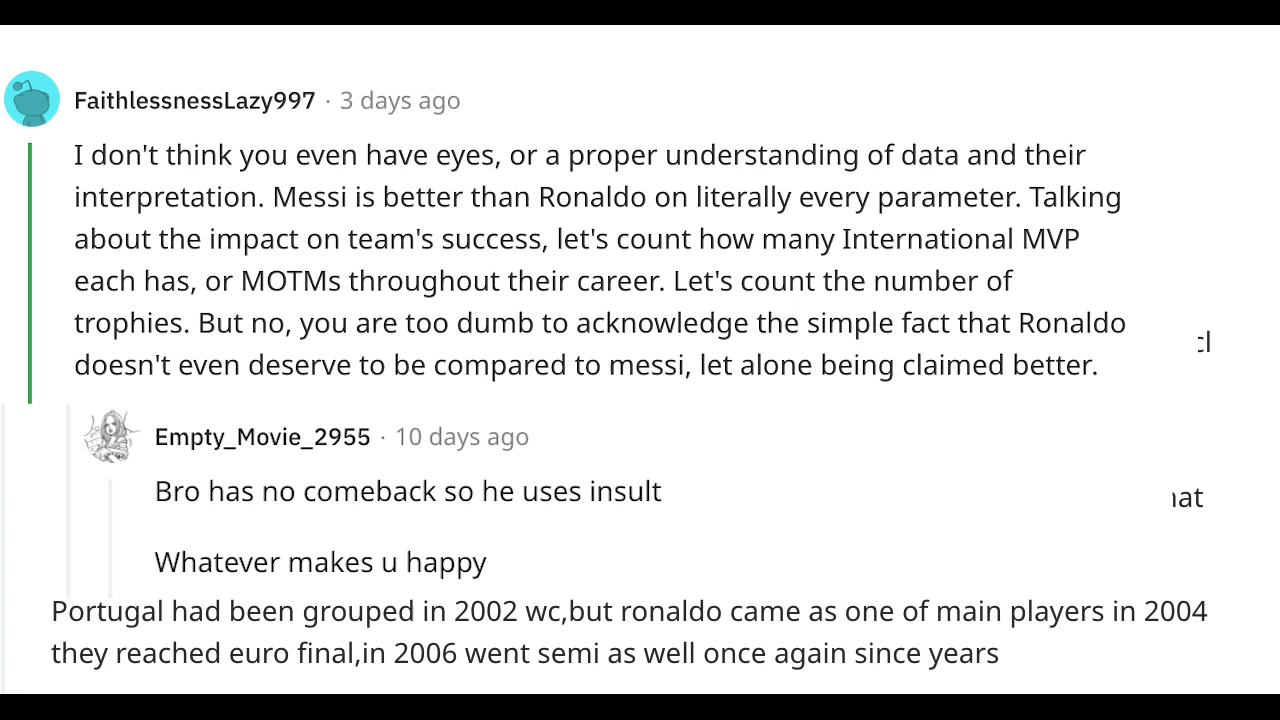 FaithlessnessLazy997 · 3 days ago
I don't think you even have eyes, or a proper understanding of data and their
interpretation. Messi is better than Ronaldo on literally every parameter. Talking
about the impact on team's success, let's count how many International MVP
each has, or MOTMs throughout their career. Let's count the number of
trophies. But no, you are too dumb to acknowledge the simple fact that Ronaldo
doesn't even deserve to be compared to messi, let alone being claimed better.
Empty_Movie_2955 · 10 days ago
Bro has no comeback so he uses insult
Whatever makes u happy
Portugal had been grouped in 2002 wc,but ronaldo came as one of main players in 2004
they reached euro final,in 2006 went semi as well once again since years